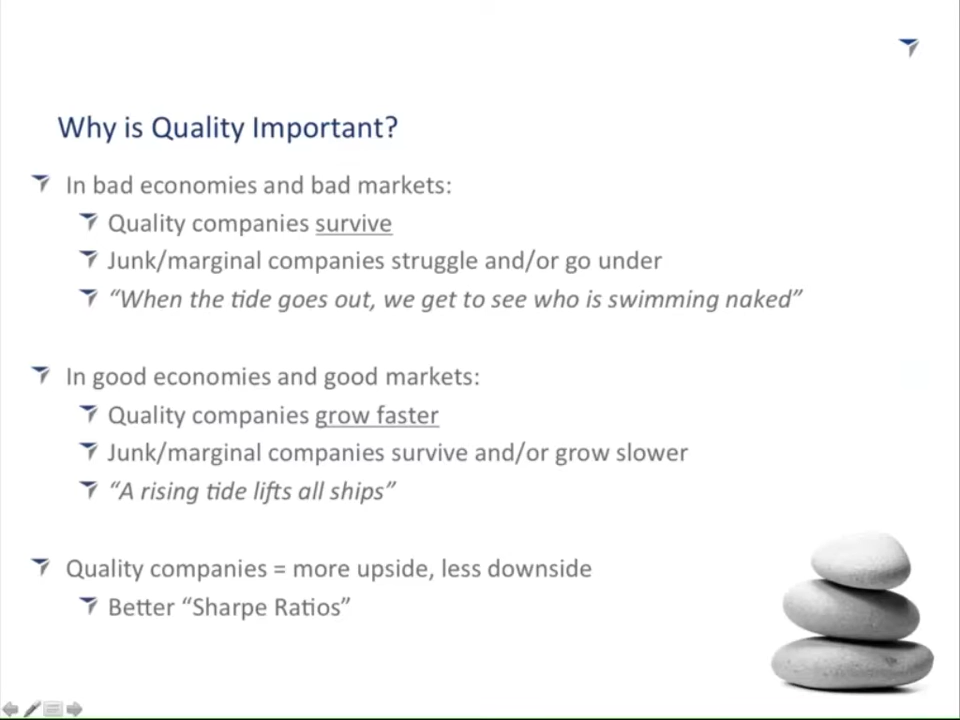 Why is Quality Important?
In bad economies and bad markets:
Quality companies survive
Junk/marginal companies struggle and/or go under
“When the tide goes out, we get to see who is swimming naked”
In good economies and good markets:
Quality companies grow faster
Junk/marginal companies survive and/or grow slower
“A rising tide lifts all ships”
Quality companies = more upside, less downside
Better “Sharpe Ratios”